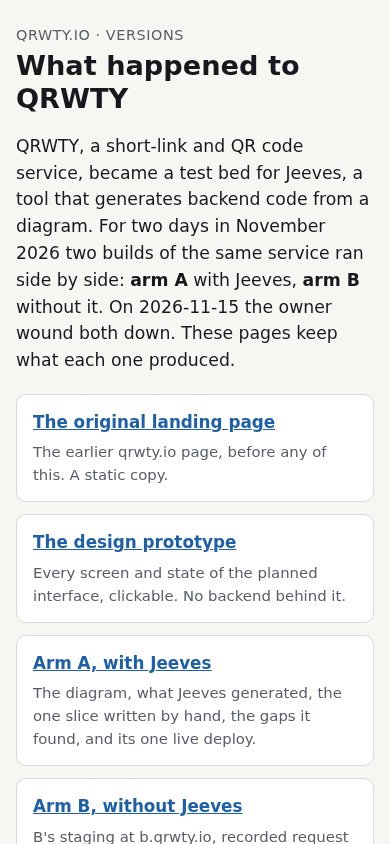 QRWTY.IO · VERSIONS
What happened to
QRWTY
QRWTY, a short-link and QR code
service, became a test bed for Jeeves, a
tool that generates backend code from a
diagram. For two days in November
2026 two builds of the same service ran
side by side: arm A with Jeeves, arm B
without it. On 2026-11-15 the owner
wound both down. These pages keep
what each one produced.
The original landing page
The earlier qrwty.io page, before any of
this. A static copy.
The design prototype
Every screen and state of the planned
interface, clickable. No backend behind it.
Arm A, with Jeeves
The diagram, what Jeeves generated, the
one slice written by hand, the gaps it
found, and its one live deploy.
Arm B, without Jeeves
B's staging at b.qrwty.io, recorded request